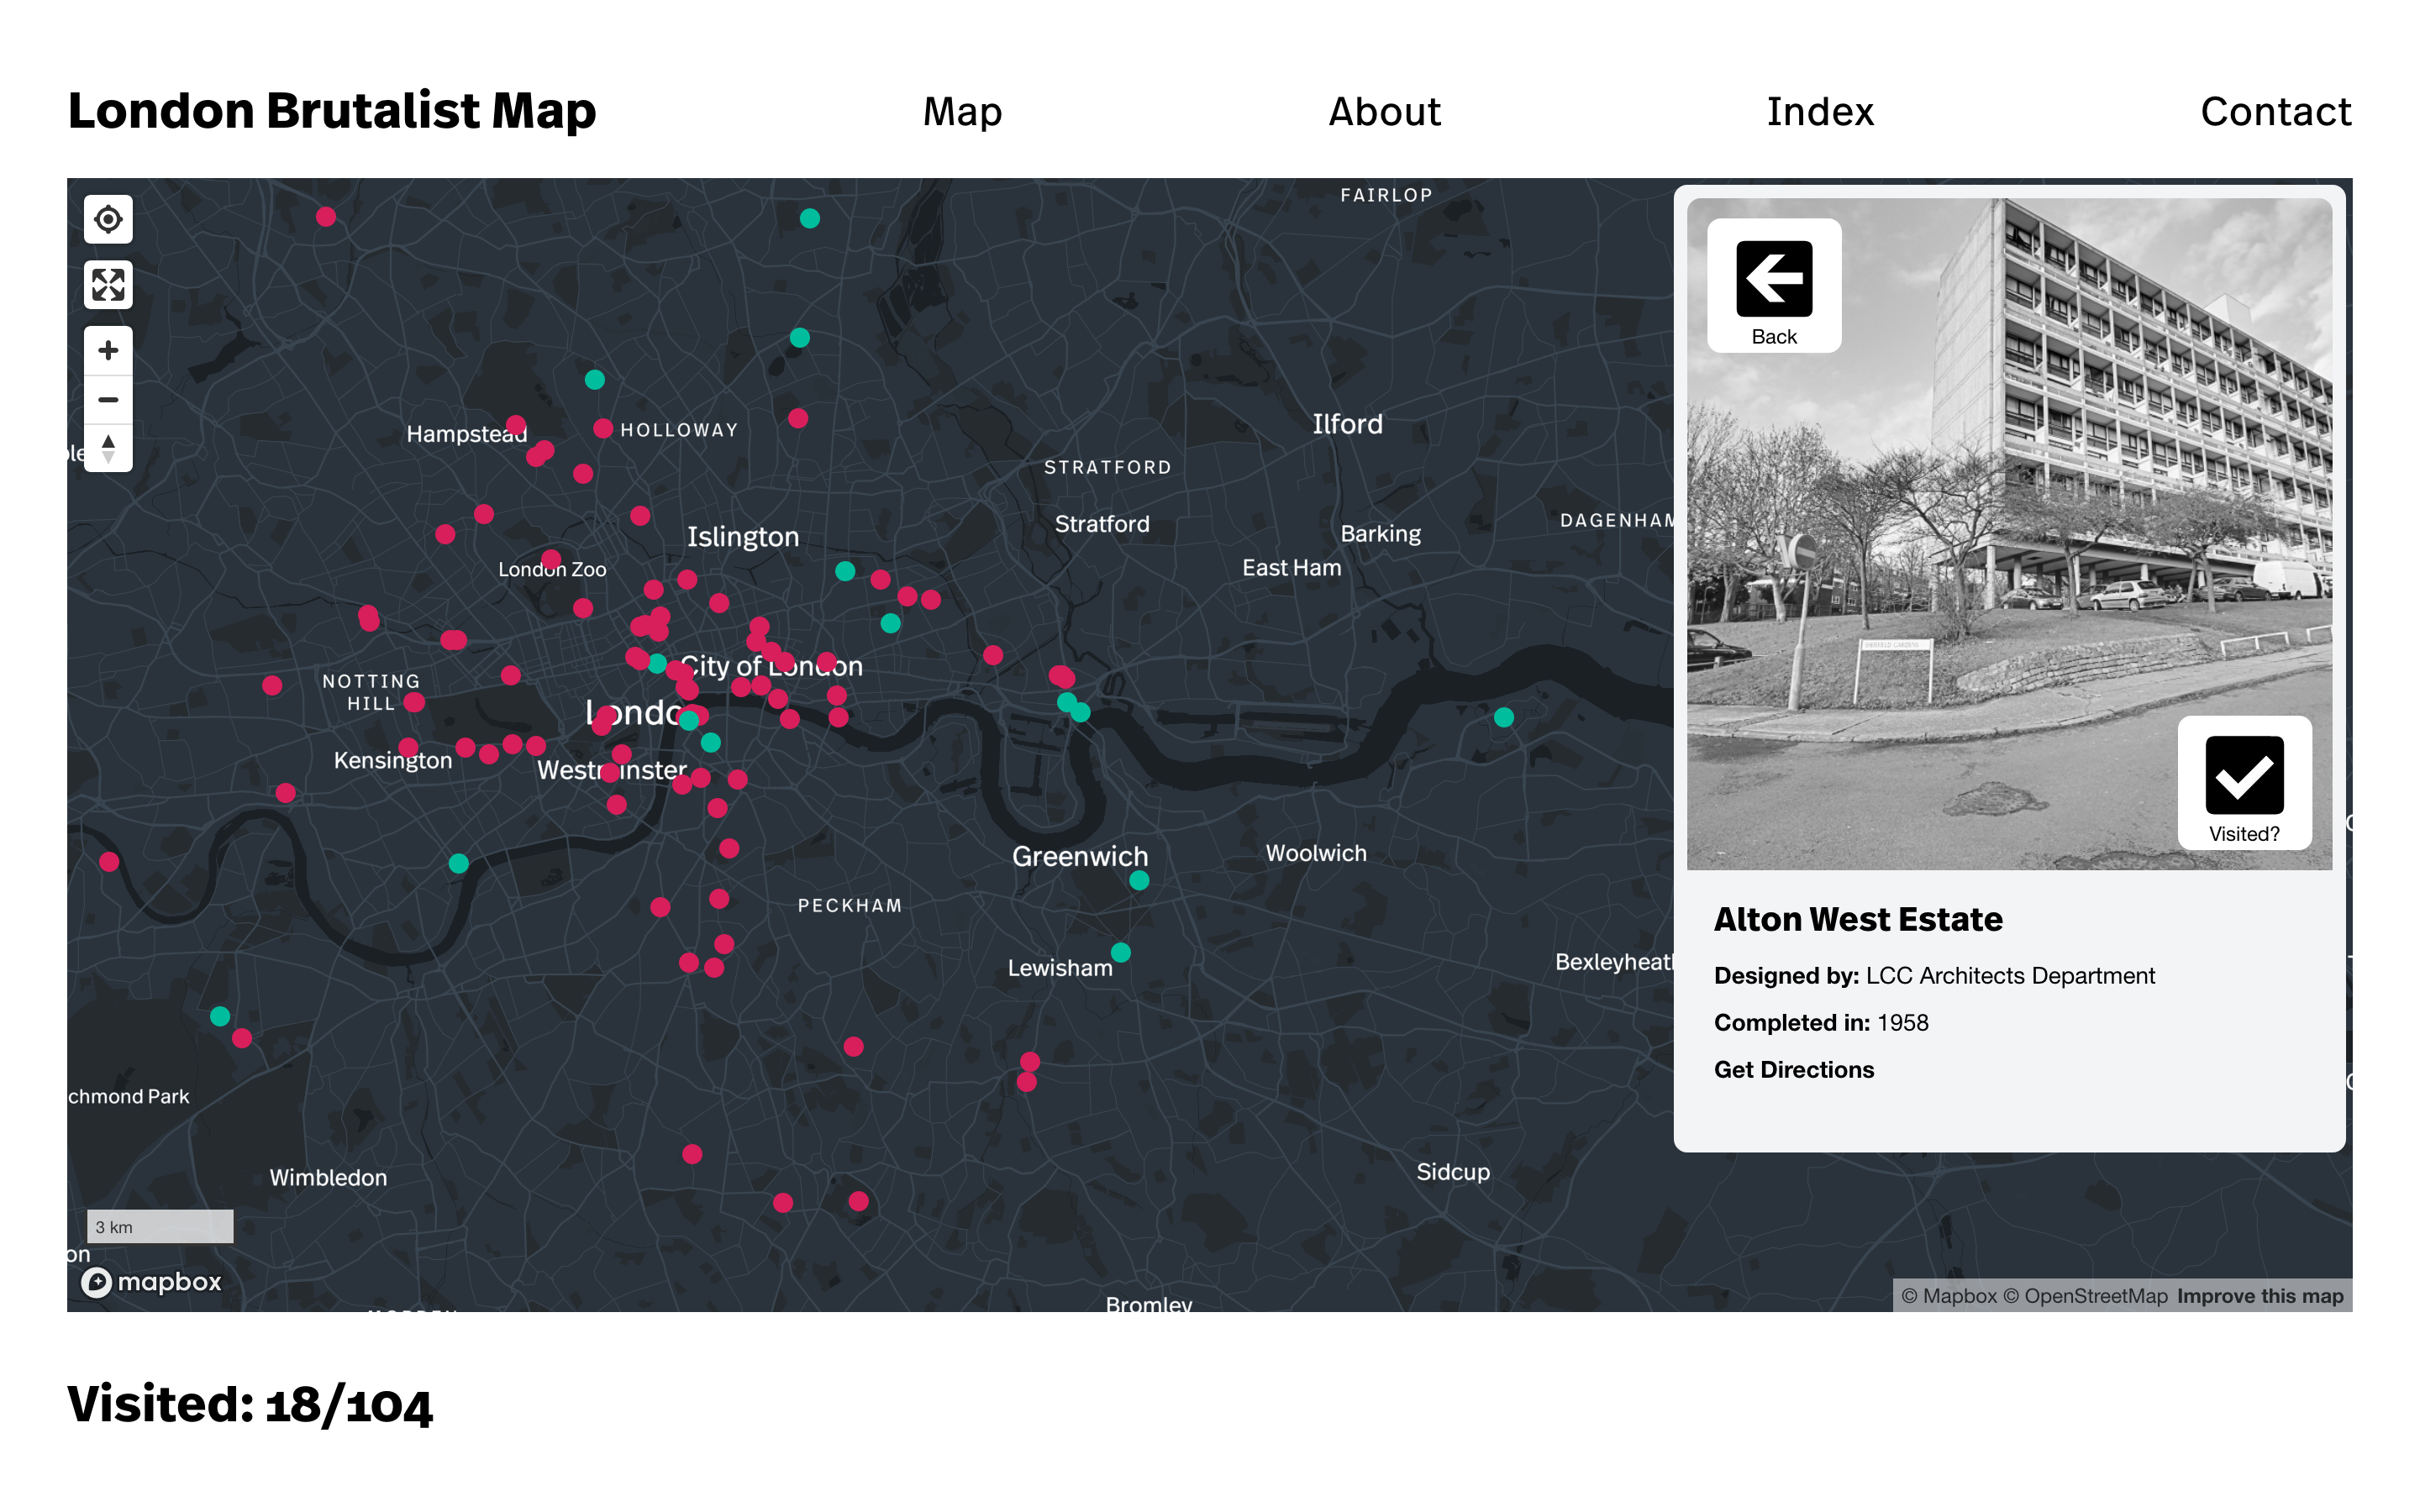 London Brutalist Map
Map
About
Index
Contact
FAIRLOP
Back
Hampstead
HOLLOWAY
Ilford
STRATFORD
Stratford
DAGENHAM
Islington
Barking
London Zoo
East Ham
City of London
NOTTING
HILL
London
Kensington
Westminster
Visited?
Greenwich
Woolwich
PECKHAM
Alton West Estate
Lewisham
Bexleyheath
Designed by: LCC Architects Department
Completed in: 1958
Get Directions
chmond Park
Wimbledon
Sidcup
3 km
on
mapbox
Bromley
© Mapbox © OpenStreetMap Improve this map
Visited: 18/104